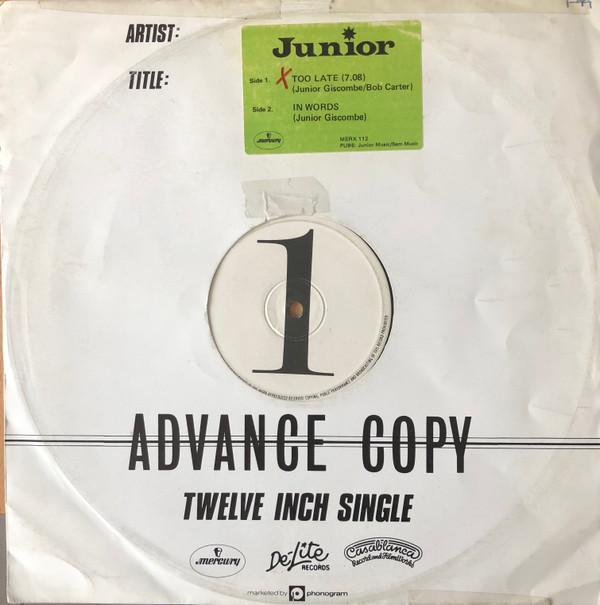 ARTIST:
TITLE:
Junior
Side 1. X TOO LATE (7.08)
(Junior Giscombe/Bob Carter)
Side 2. IN WORDS
(Junior Giscombe)
mercury
MERX 112
PUBS: Junior Music/Bem Music
1
ADVANCE COPY
TWELVE INCH SINGLE
mercury
De-Lite
RECORDS
Casablanca
Record and FilmWorks
marketed by phonogram